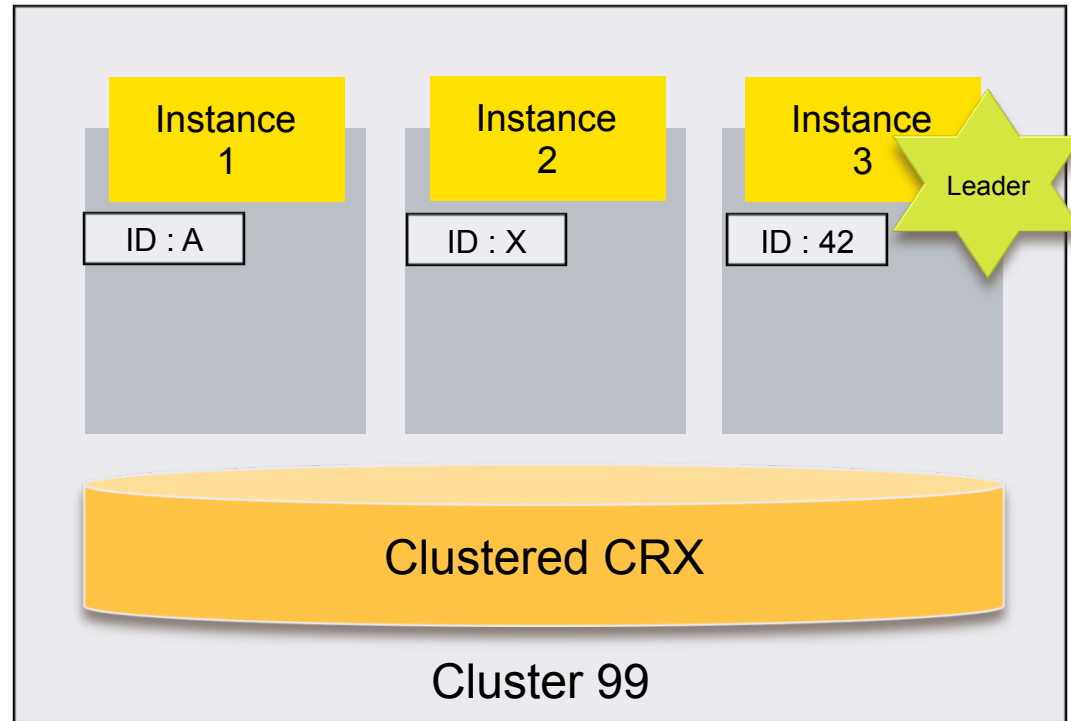 Instance
1
Instance
2
Instance
3
Leader
ID : A
ID : X
ID : 42
Clustered CRX
Cluster 99